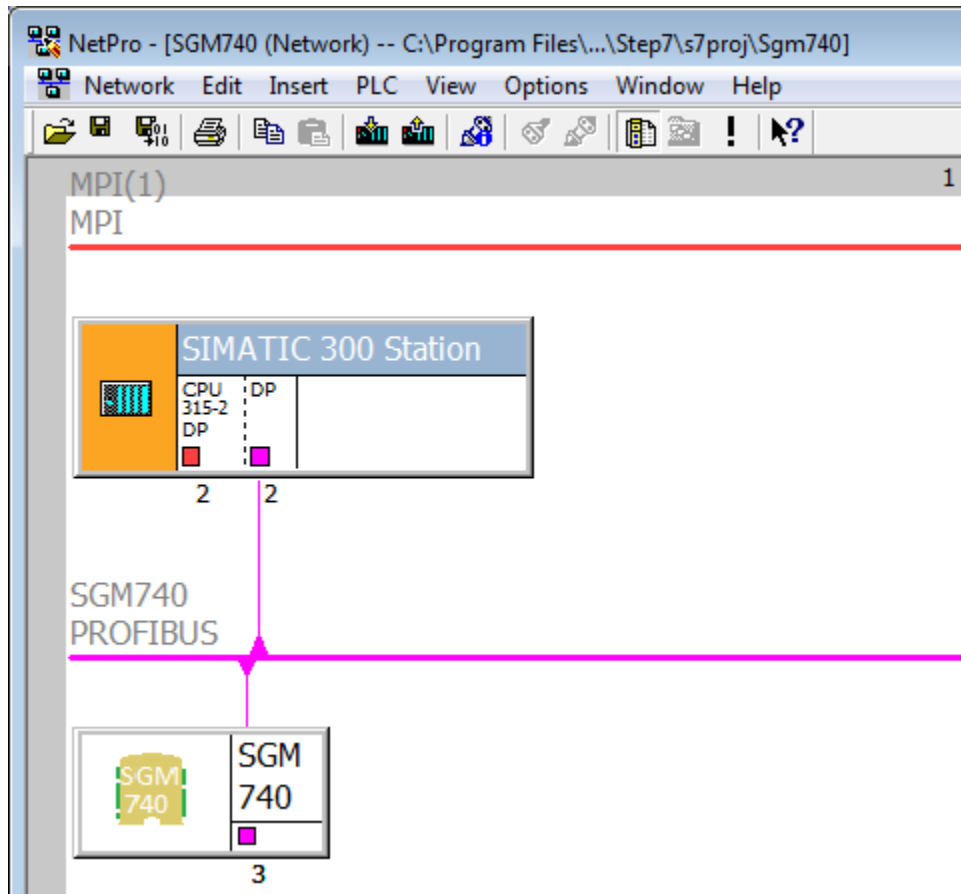 NetPro - [SGM740 (Network) -- C:\Program Files\...\Step7\s7proj\Sgm740]
Network Edit Insert PLC View Options Window Help
MPI(1)
1
MPI
SIMATIC 300 Station
CPU
315-2
DP
DP
2
2
SGM740
PROFIBUS
SGM
740
SGM
740
3